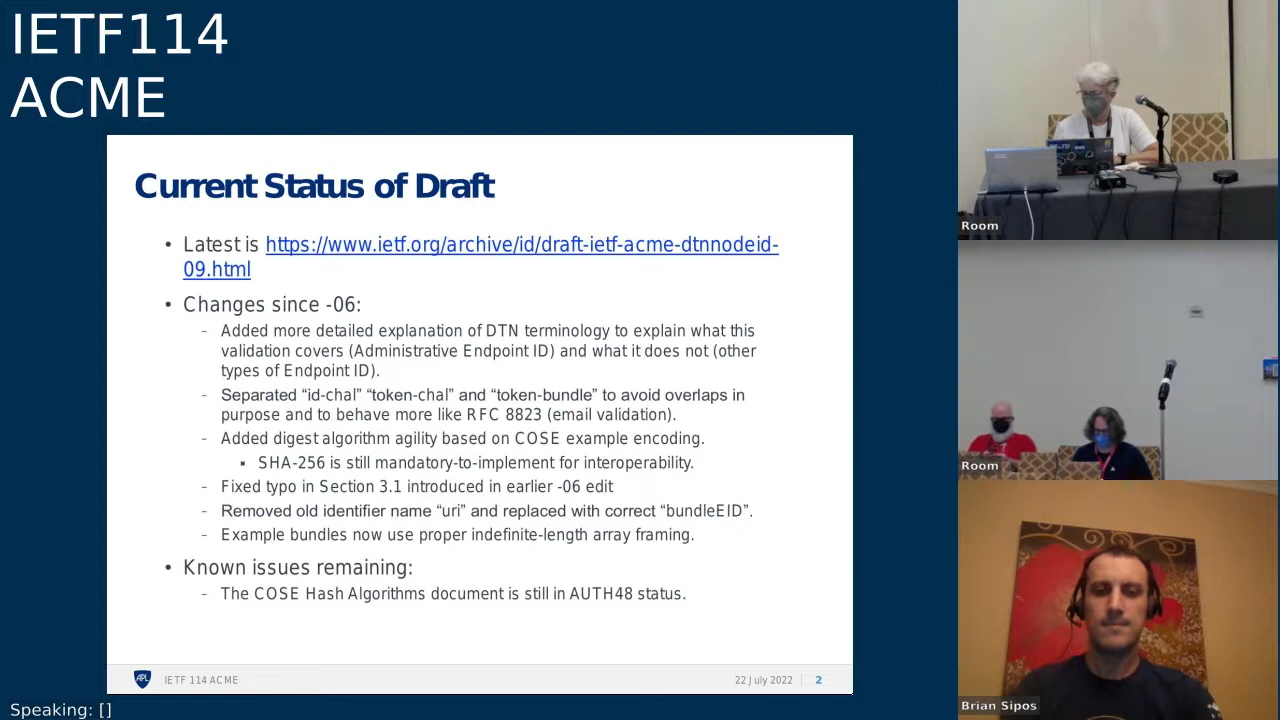 IETF114
ACME
Current Status of Draft
• Latest is https://www.ietf.org/archive/id/draft-ietf-acme-dtnnodeid-
09.html
• Changes since -06:
- Added more detailed explanation of DTN terminology to explain what this
validation covers (Administrative Endpoint ID) and what it does not (other
types of Endpoint ID).
- Separated “id-chal” “token-chal” and “token-bundle” to avoid overlaps in
purpose and to behave more like RFC 8823 (email validation).
- Added digest algorithm agility based on COSE example encoding.
▪ SHA-256 is still mandatory-to-implement for interoperability.
- Fixed typo in Section 3.1 introduced in earlier -06 edit
- Removed old identifier name “uri” and replaced with correct “bundleEID”.
- Example bundles now use proper indefinite-length array framing.
• Known issues remaining:
- The COSE Hash Algorithms document is still in AUTH48 status.
APL
IETF 114 ACME
22 July 2022 | 2
Speaking: []
Room
Room
Brian Sipos